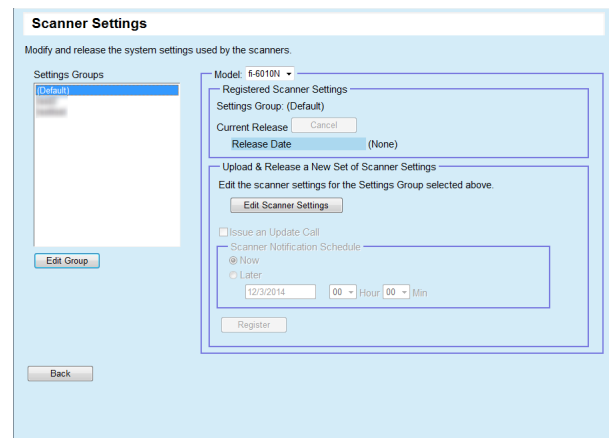 Scanner Settings
Modify and release the system settings used by the scanners.
Settings Groups
(Default)
Edit Group
Model: fi-6010N
Registered Scanner Settings
Settings Group: (Default)
Current Release Cancel
Release Date (None)
Upload & Release a New Set of Scanner Settings
Edit the scanner settings for the Settings Group selected above.
Edit Scanner Settings
Issue an Update Call
Scanner Notification Schedule
Now
Later
12/3/2014 00 Hour 00 Min
Register
Back